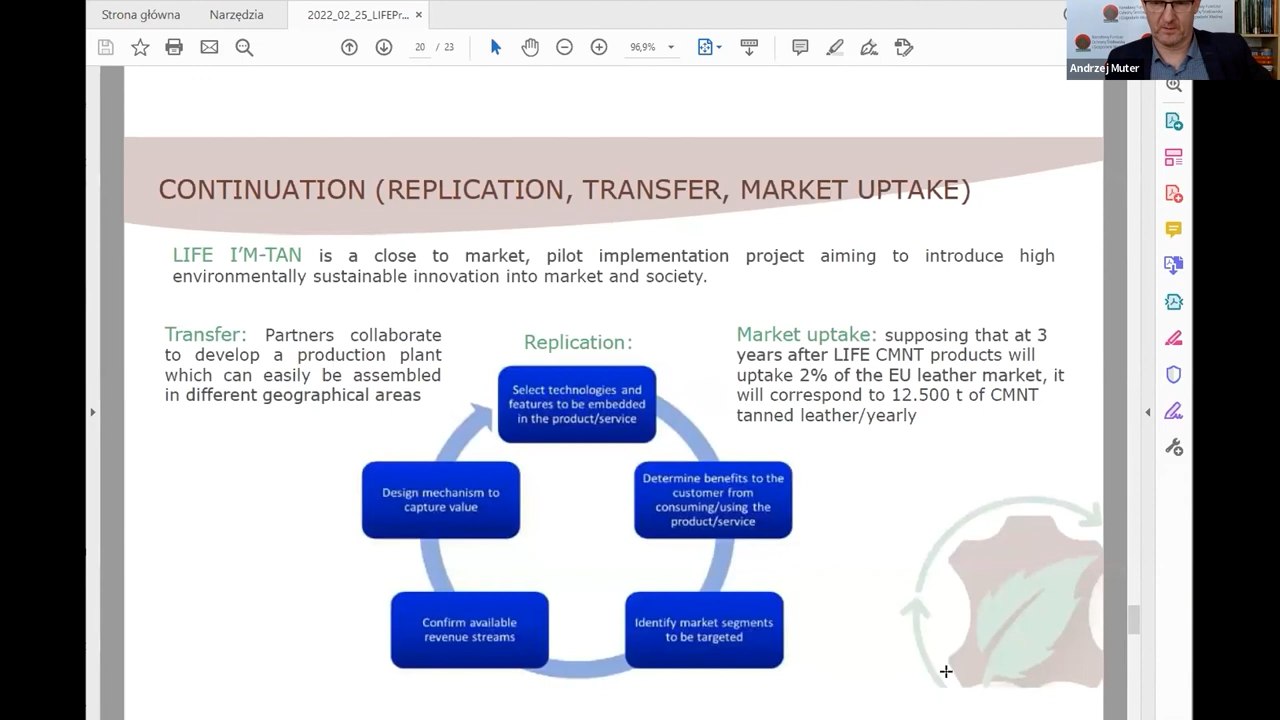 Strona główna
Narzędzia
2022_02_25_LIFEPr...
20 / 23
96,9%
Andrzej Muter
CONTINUATION (REPLICATION, TRANSFER, MARKET UPTAKE)
LIFE I'M-TAN is a close to market, pilot implementation project aiming to introduce high
environmentally sustainable innovation into market and society.
Transfer: Partners collaborate
to develop a production plant
which can easily be assembled
in different geographical areas
Replication:
Select technologies and
features to be embedded
in the product/service
Determine benefits to the
customer from
consuming/using the
product/service
Identify market segments
to be targeted
Confirm available
revenue streams
Design mechanism to
capture value
Market uptake: supposing that at 3
years after LIFE CMNT products will
uptake 2% of the EU leather market, it
will correspond to 12.500 t of CMNT
tanned leather/yearly